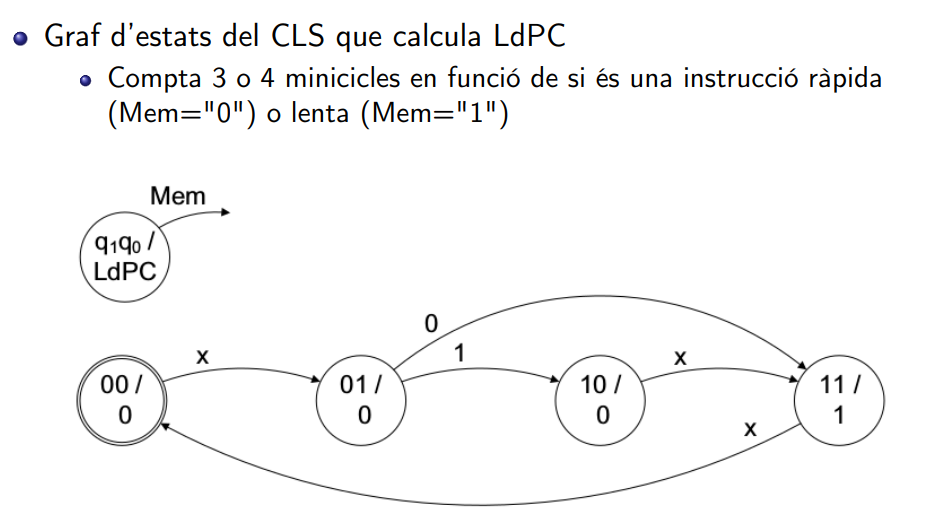 Graf d'estats del CLS que calcula LdPC
Compta 3 o 4 minicicles en funció de si és una instrucció ràpida
(Mem="0") o lenta (Mem="1")
Mem
q₁q₀ /
LdPC
0
1
x
x
00 /
0
01 /
0
10 /
0
11 /
1
x